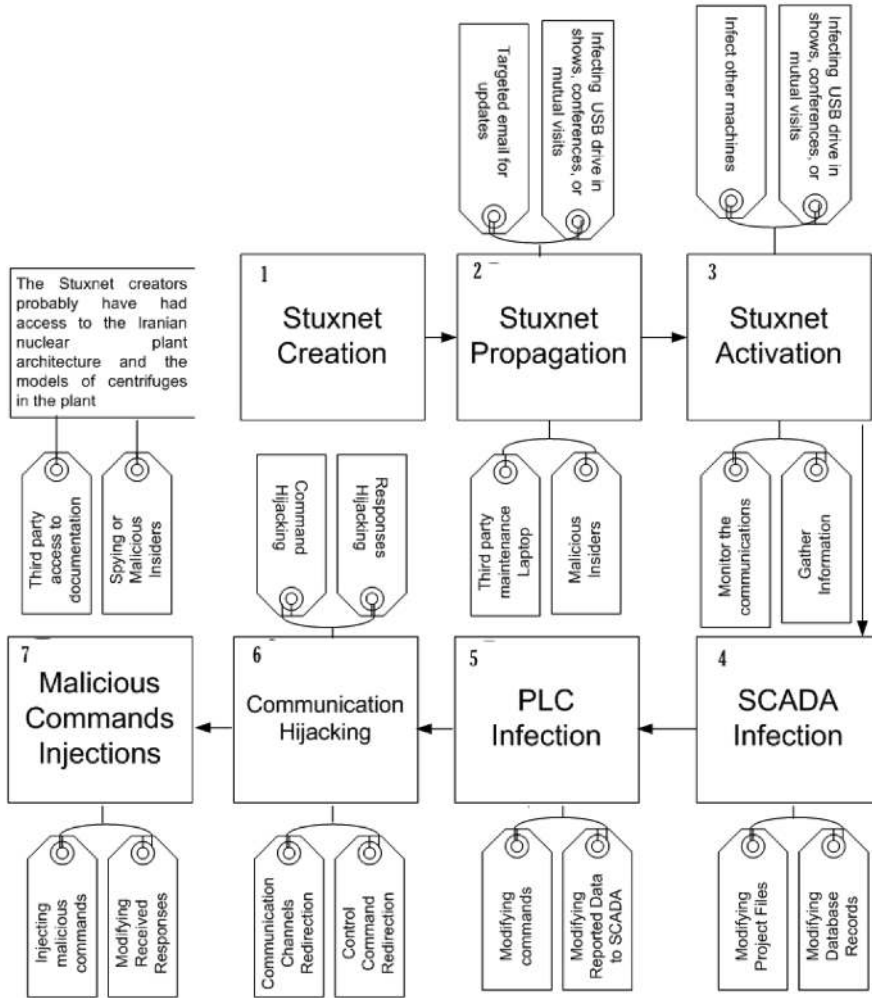 Targeted email for
updates
Infecting USB drive in
shows, conferences, or
mutual visits
Infect other machines
Infecting USB drive in
shows, conferences, or
mutual visits
The Stuxnet creators
probably have had
access to the Iranian
nuclear plant
architecture and the
models of centrifuges
in the plant
1
Stuxnet
Creation
2
Stuxnet
Propagation
3
Stuxnet
Activation
Third party
access to
documentation
Spying or
Malicious
Insiders
Command
Hijacking
Responses
Hijacking
Third party
maintenance
Laptop
Malicious
Insiders
Monitor the
communications
Gather
Information
7
Malicious
Commands
Injections
6
Communication
Hijacking
5
PLC
Infection
4
SCADA
Infection
Injecting
malicious
commands
Modifying
Received
Responses
Communication
Channels
Redirection
Control
Command
Redirection
Modifying
commands
Modifying
Reported Data
to SCADA
Modifying
Project Files
Modifying
Database
Records